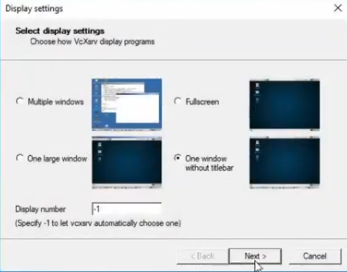 Display settings
Select display settings
Choose how VcXarv display programs
Multiple windows
Fullscreen
One large window
One window
without titlebar
Display number
-1
(Specify -1 to let vcxsrv automatically choose one)
< Back
Next >
Cancel